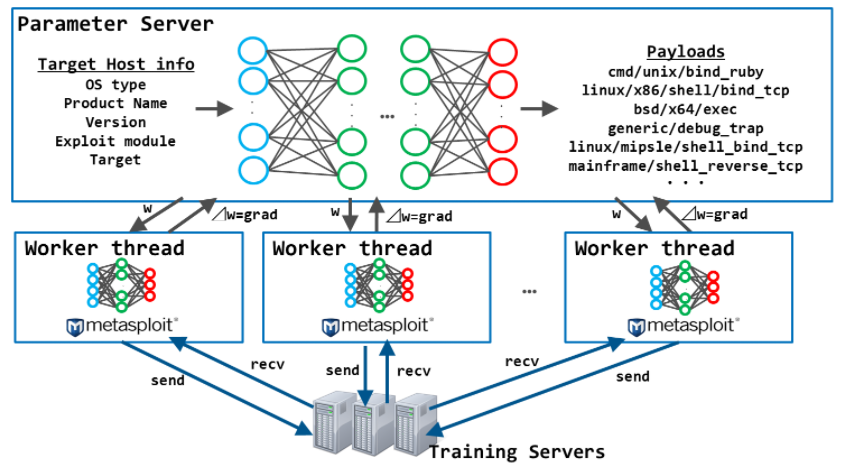 Parameter Server
Target Host info
OS type
Product Name
Version
Exploit module
Target
...
Payloads
cmd/unix/bind_ruby
linux/x86/shell/bind_tcp
bsd/x64/exec
generic/debug_trap
linux/mipsle/shell_bind_tcp
mainframe/shell_reverse_tcp
...
w
⊿w=grad
w
⊿w=grad
w
⊿w=grad
Worker thread
metasploit®
Worker thread
metasploit®
...
Worker thread
metasploit®
send
recv
send
recv
recv
send
Training Servers